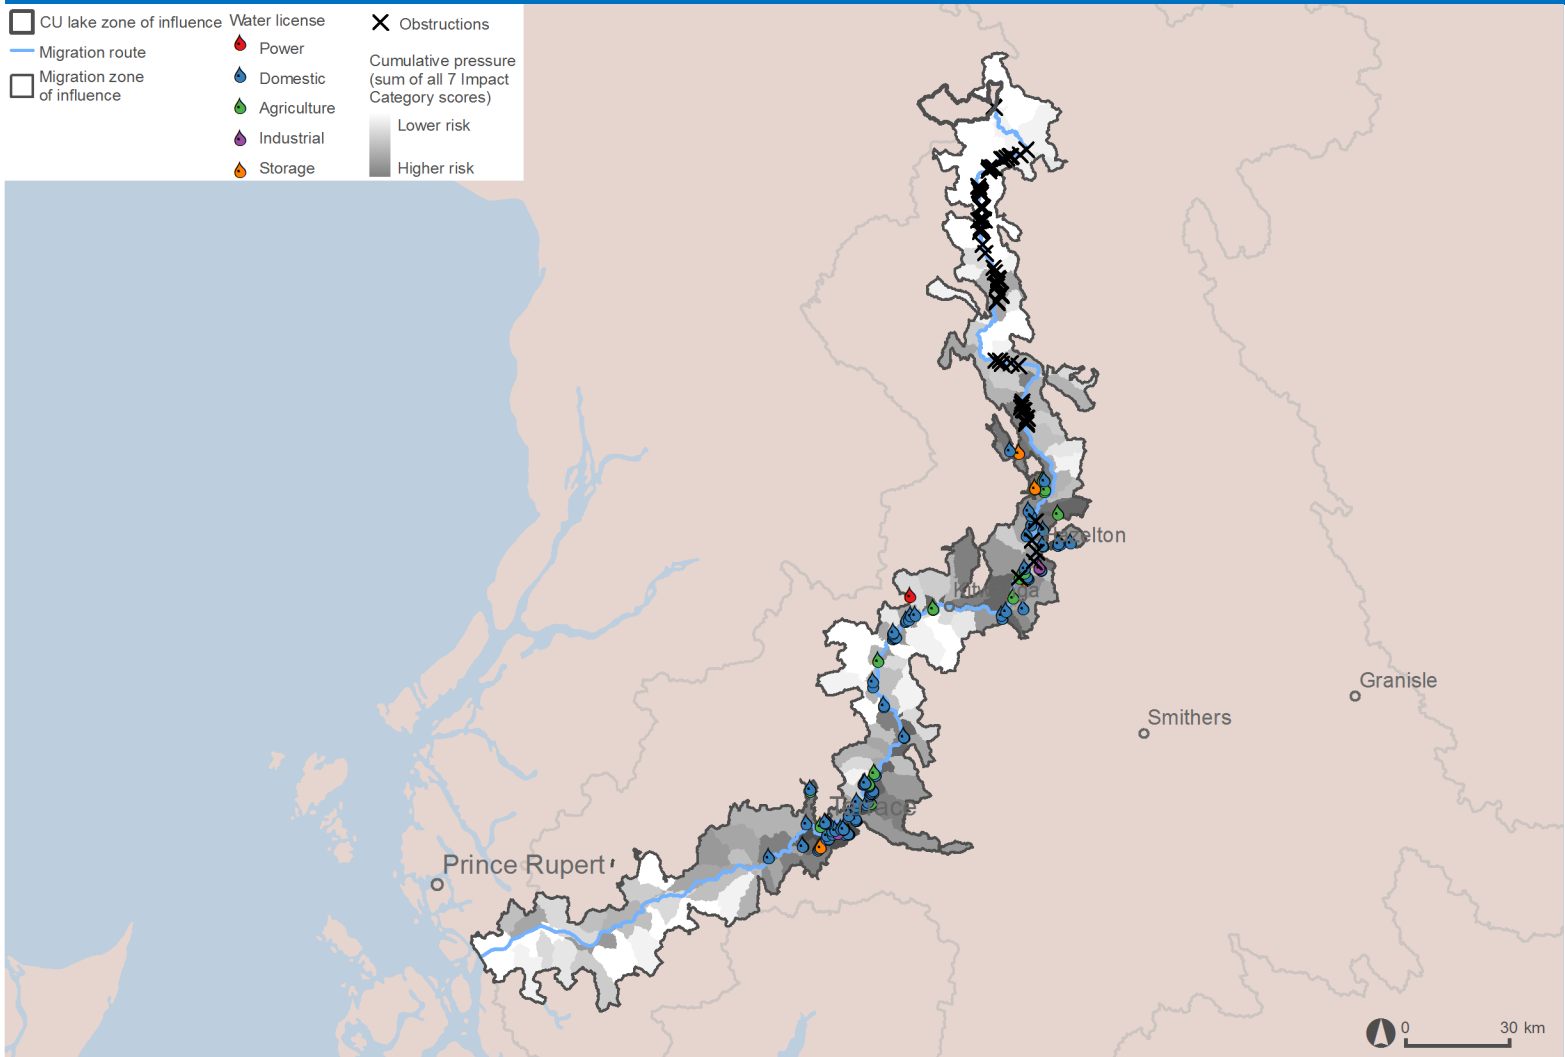 CU lake zone of influence
Migration route
Migration zone
of influence
Water license
Power
Domestic
Agriculture
Industrial
Storage
Obstructions
Cumulative pressure
(sum of all 7 Impact
Category scores)
Lower risk
Higher risk
Hazelton
Granisle
Smithers
Terrace
Prince Rupert
0 30 km